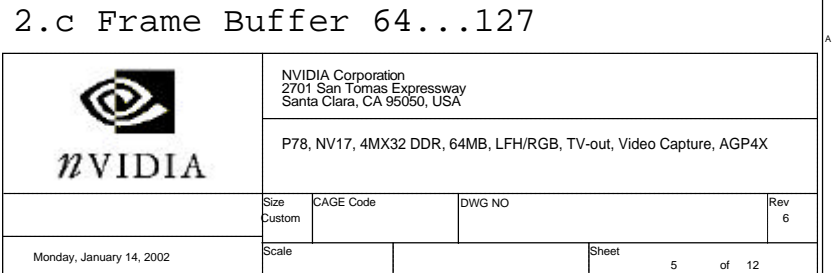 2.c Frame Buffer 64...127
A
NVIDIA Corporation
2701 San Tomas Expressway
Santa Clara, CA 95050, USA
nVIDIA
P78, NV17, 4MX32 DDR, 64MB, LFH/RGB, TV-out, Video Capture, AGP4X
Size CAGE Code DWG NO Rev
Custom 6
Monday, January 14, 2002 Scale Sheet
5 of 12